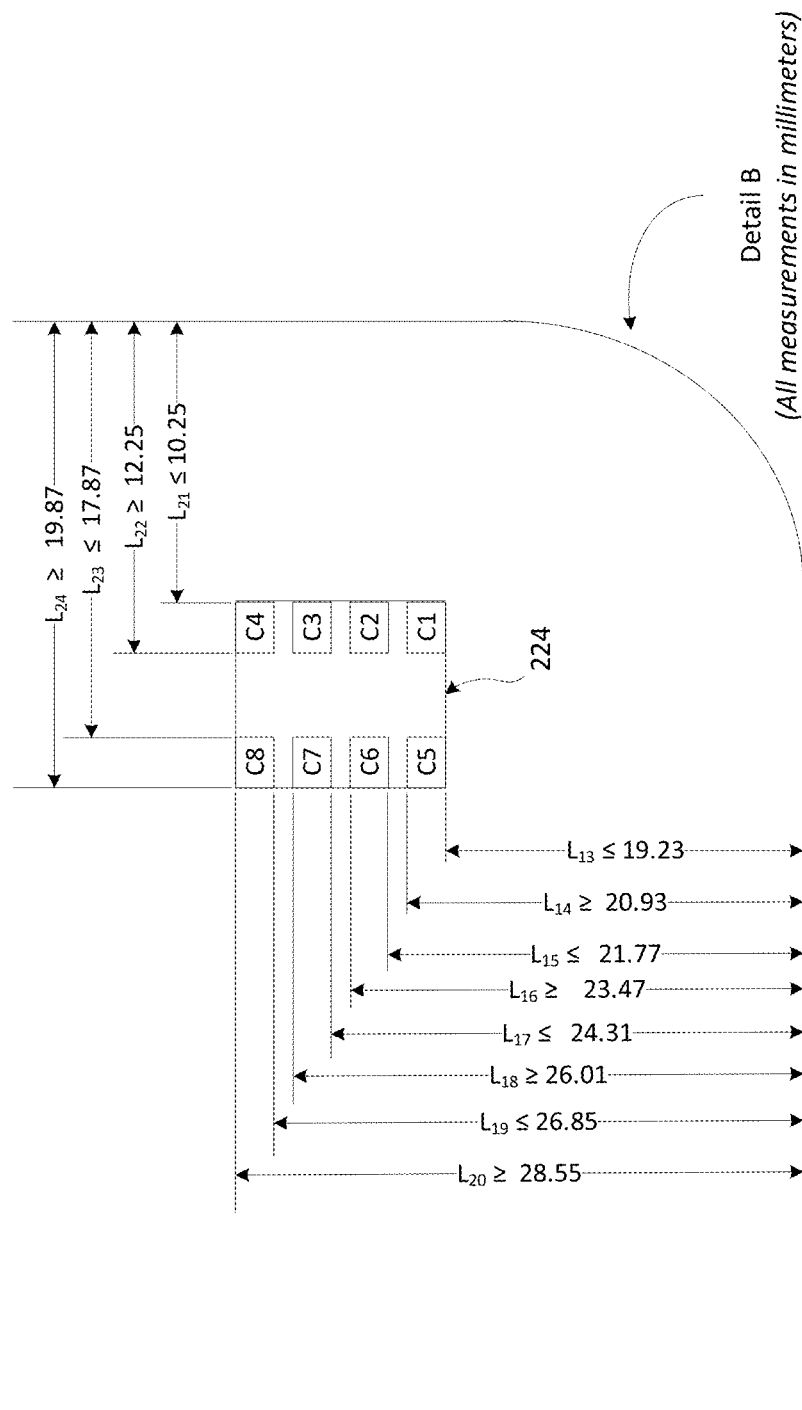 L24 ≥ 19.87
L23 ≤ 17.87
L22 ≥ 12.25
L21 ≤ 10.25
C8
C4
C7
C3
C6
C2
C5
C1
224
L13 ≤ 19.23
L14 ≥ 20.93
L15 ≤ 21.77
L16 ≥ 23.47
L17 ≤ 24.31
L18 ≥ 26.01
L19 ≤ 26.85
L20 ≥ 28.55
Detail B
(All measurements in millimeters)